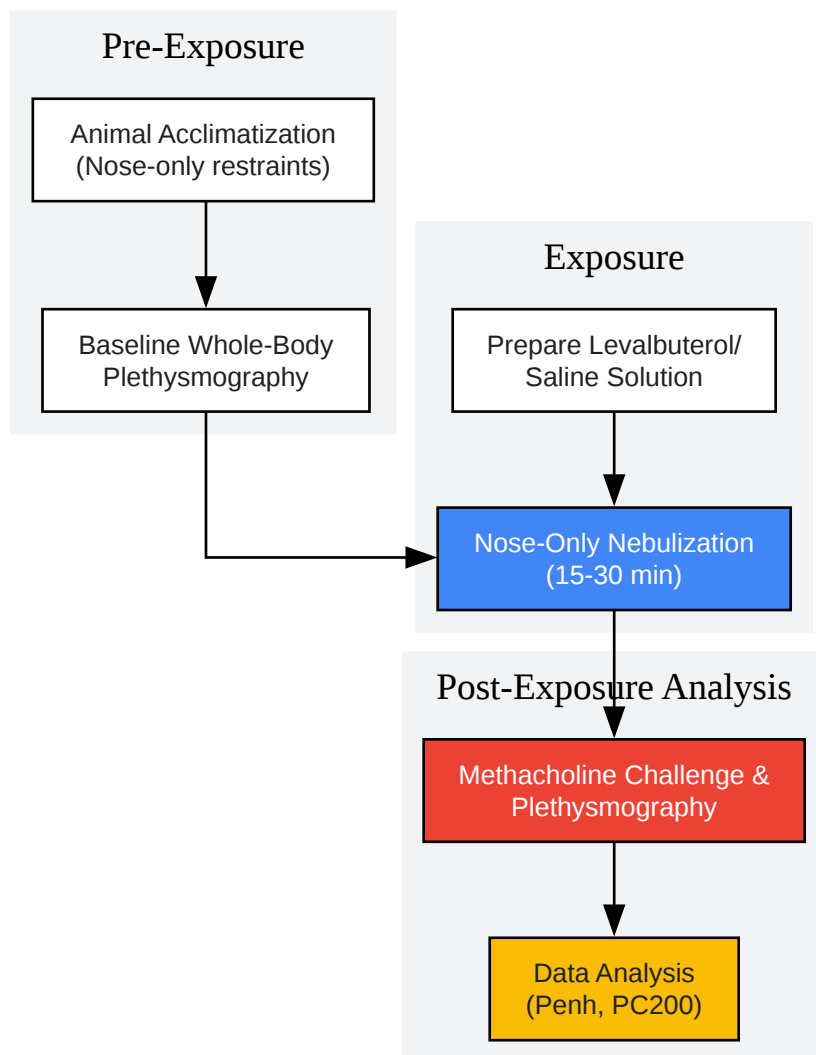 Pre-Exposure
Animal Acclimatization
(Nose-only restraints)
Baseline Whole-Body
Plethysmography
Exposure
Prepare Levalbuterol/
Saline Solution
Nose-Only Nebulization
(15-30 min)
Post-Exposure Analysis
Methacholine Challenge &
Plethysmography
Data Analysis
(Penh, PC200)